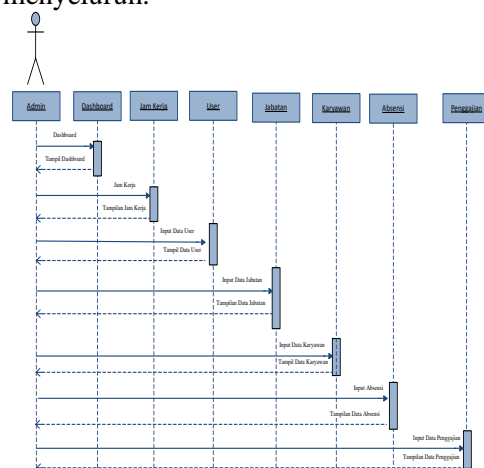 menyeluruh.
Admin Dashboard Jam Kerja User Jabatan Karyawan Absensi Penggajian
Dashboard
Tampil Dashboard
Jam Kerja
Tampilan Jam Kerja
Input Data User
Tampil Data User
Input Data Jabatan
Tampilan Data Jabatan
Input Data Karyawan
Tampil Data Karyawan
Input Absensi
Tampilan Data Absensi
Input Data Penggajian
Tampilan Data Penggajian